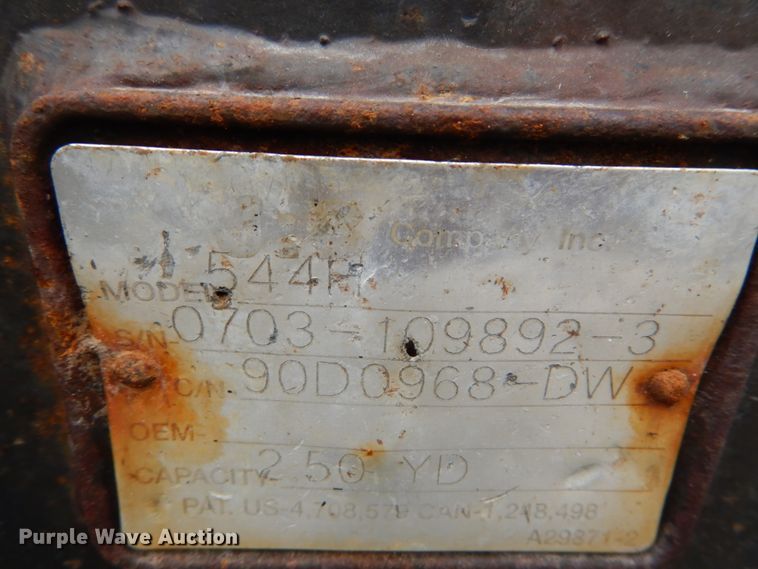 Company, Inc.
MODEL 544H
S/N 0703-109892-3
C/N 90D0968-DW
OEM-
CAPACITY- 2.50 YD
PAT. US-4,708,579 CAN-1,248,498
A29871-2
Purple Wave Auction